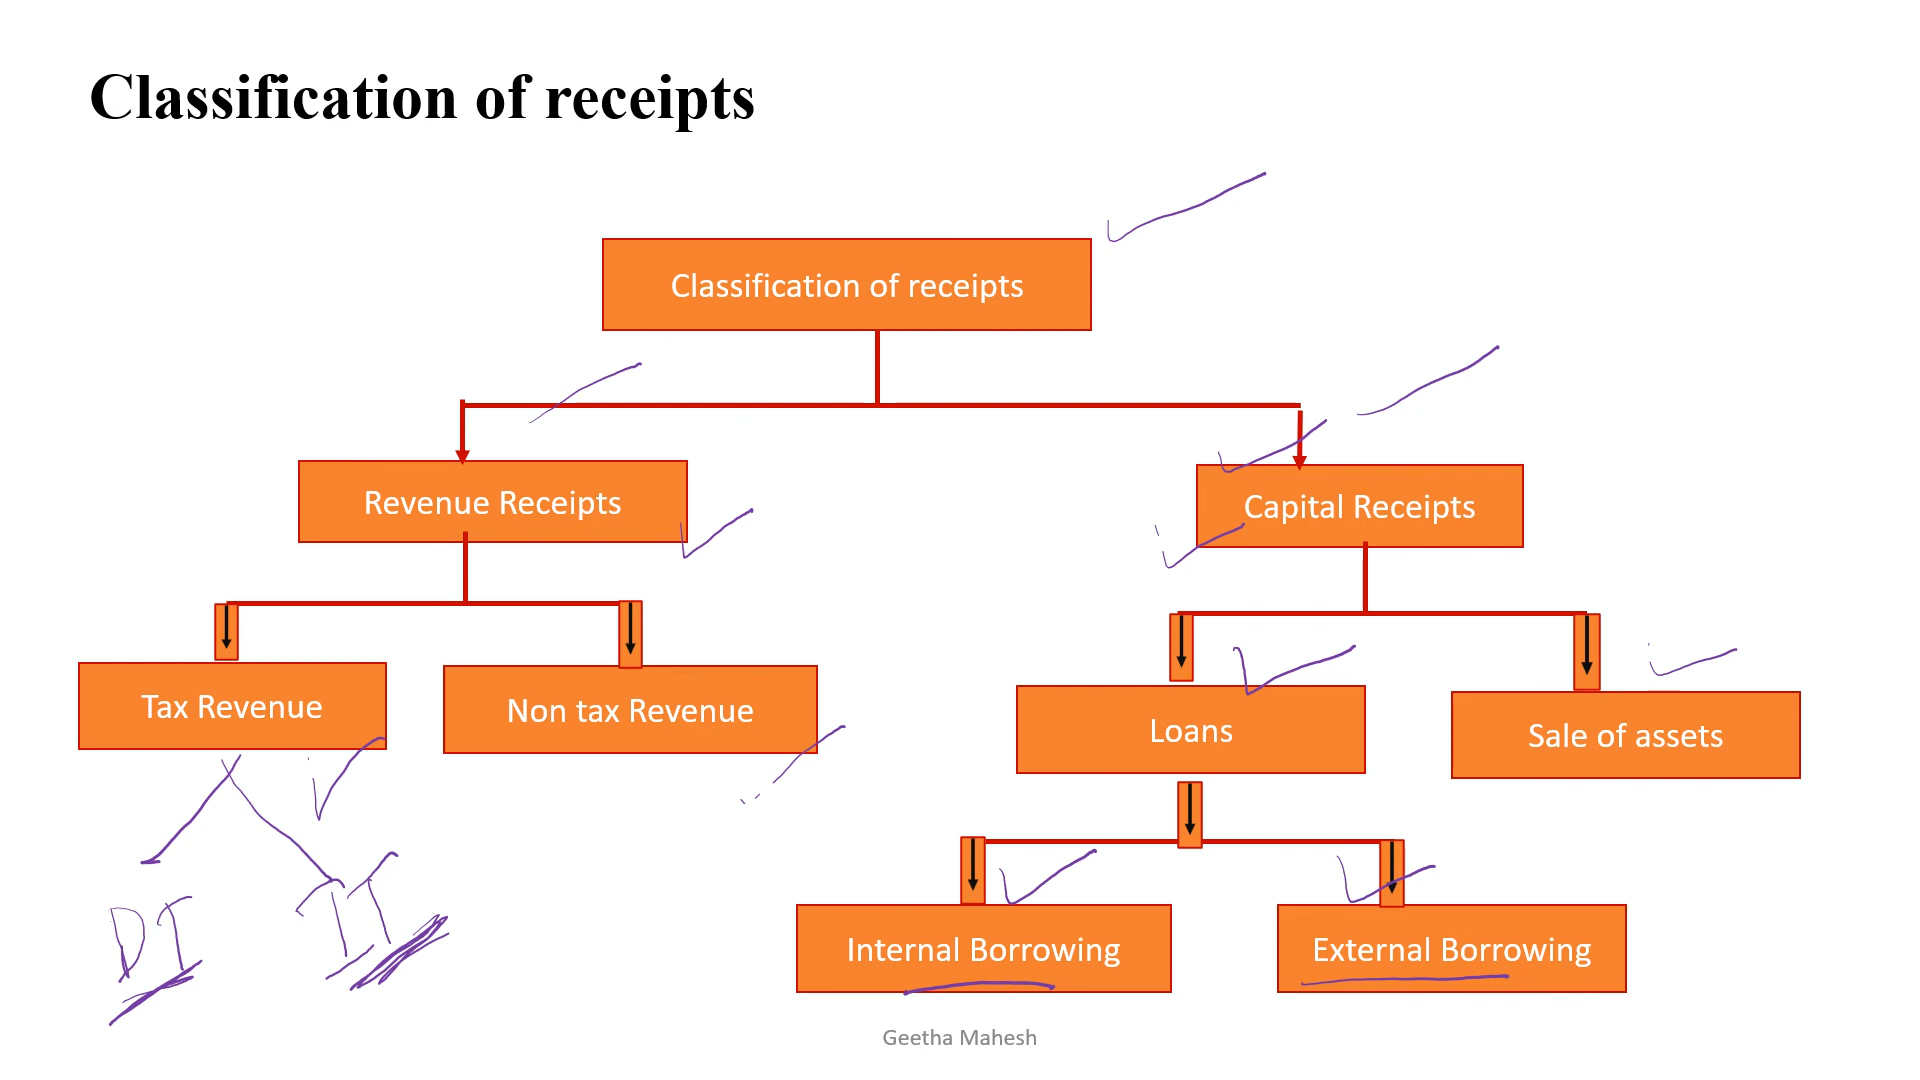 Classification of receipts
Classification of receipts
Revenue Receipts
Capital Receipts
Tax Revenue
Non tax Revenue
Loans
Sale of assets
DT
IT
Internal Borrowing
External Borrowing
Geetha Mahesh